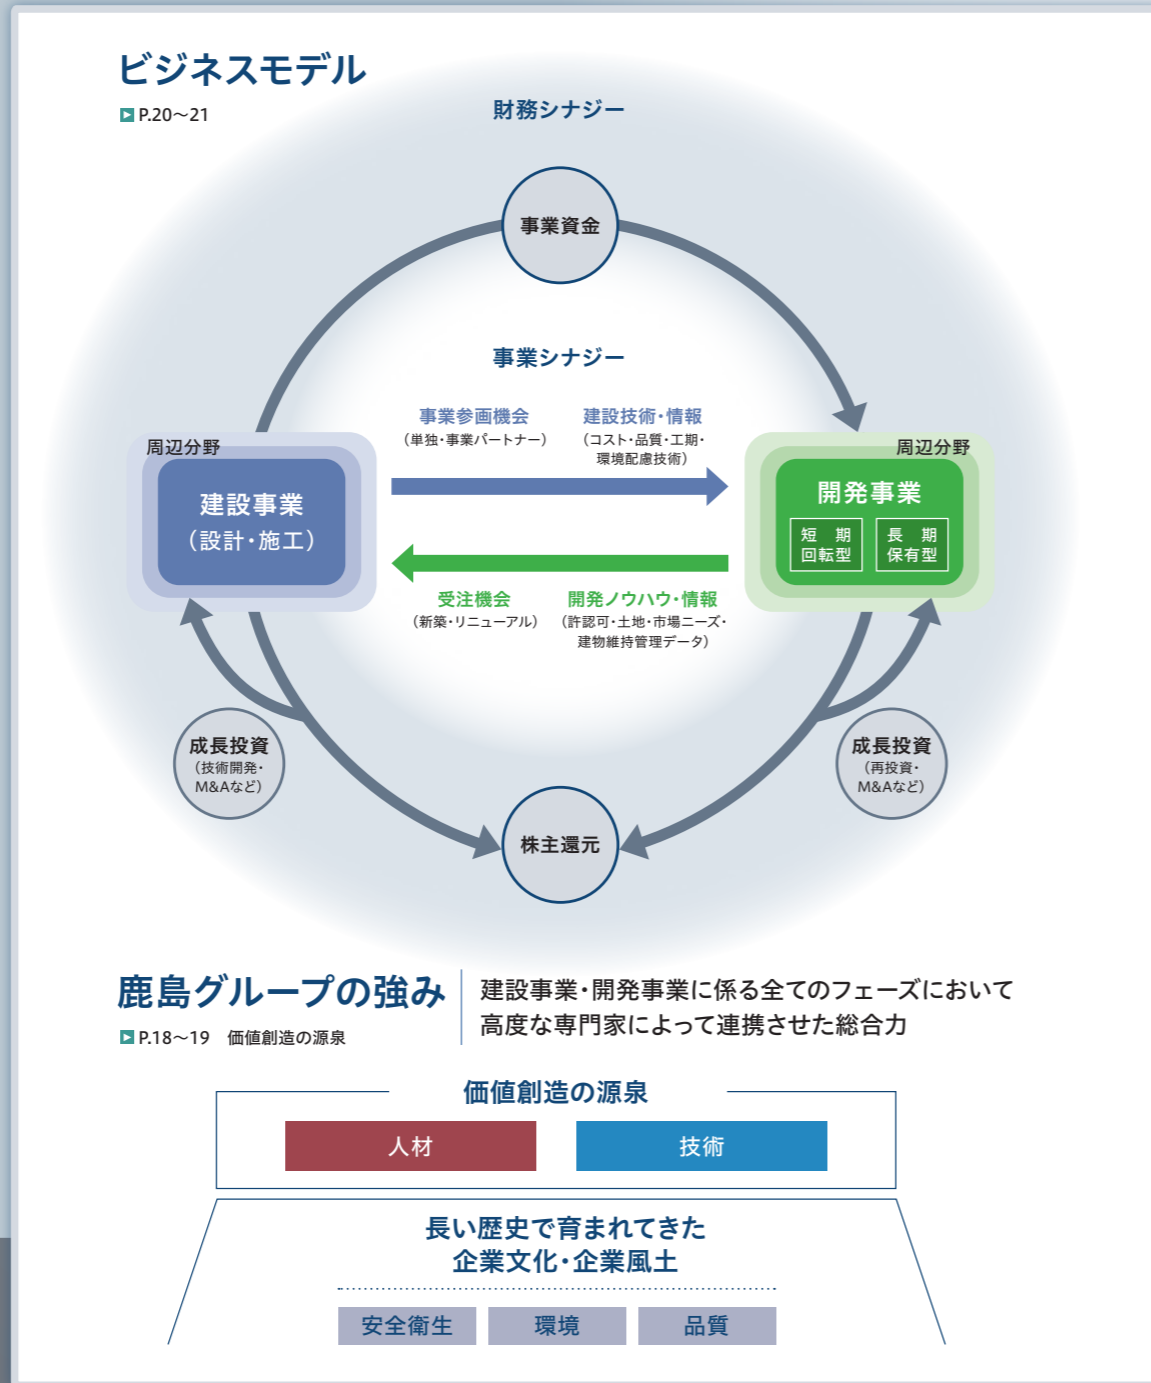 ビジネスモデル
P.20〜21
財務シナジー
事業資金
事業シナジー
事業参画機会
（単独・事業パートナー）
建設技術・情報
（コスト・品質・工期・
環境配慮技術）
周辺分野
建設事業
（設計・施工）
周辺分野
開発事業
短　期
回転型
長　期
保有型
受注機会
（新築・リニューアル）
開発ノウハウ・情報
（許認可・土地・市場ニーズ・
建物維持管理データ）
成長投資
（技術開発・
M&Aなど）
成長投資
（再投資・
M&Aなど）
株主還元
鹿島グループの強み
P.18〜19　価値創造の源泉
建設事業・開発事業に係る全てのフェーズにおいて
高度な専門家によって連携させた総合力
価値創造の源泉
人材
技術
長い歴史で育まれてきた
企業文化・企業風土
安全衛生
環境
品質